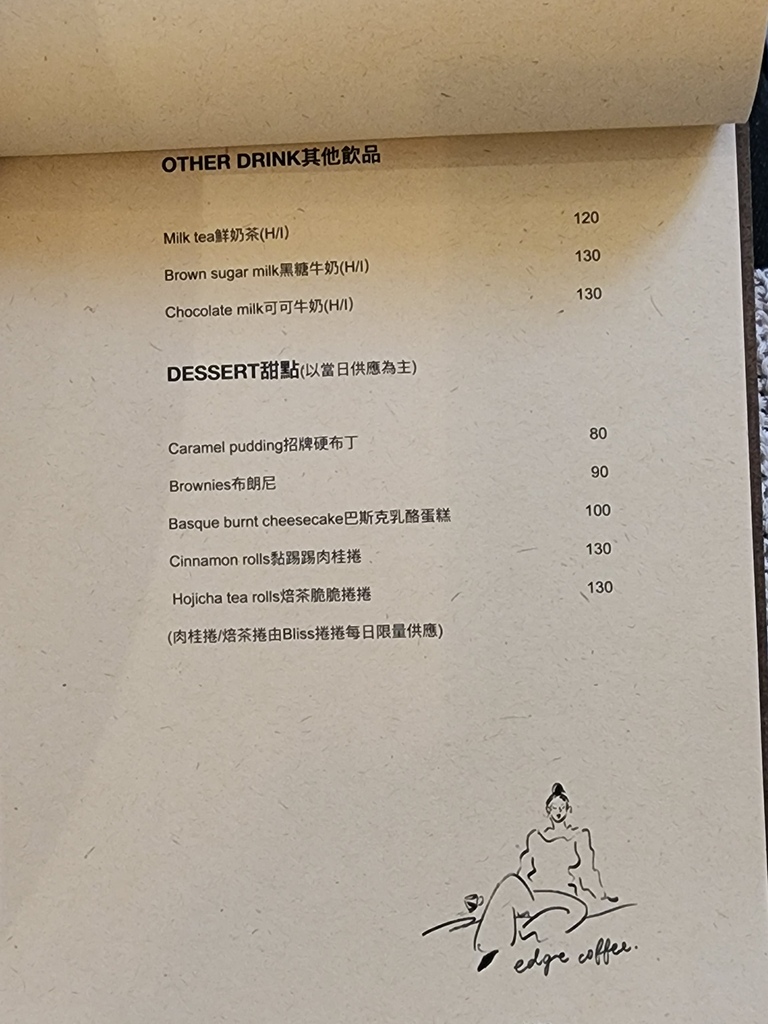 OTHER DRINK其他飲品
Milk tea鮮奶茶(H/I) 120
Brown sugar milk黑糖牛奶(H/I) 130
Chocolate milk可可牛奶(H/I) 130
DESSERT甜點(以當日供應為主)
Caramel pudding招牌硬布丁 80
Brownies布朗尼 90
Basque burnt cheesecake巴斯克乳酪蛋糕 100
Cinnamon rolls黏踢踢肉桂捲 130
Hojicha tea rolls焙茶脆脆捲捲 130
(肉桂捲/焙茶捲由Bliss捲捲每日限量供應)
edge coffee.